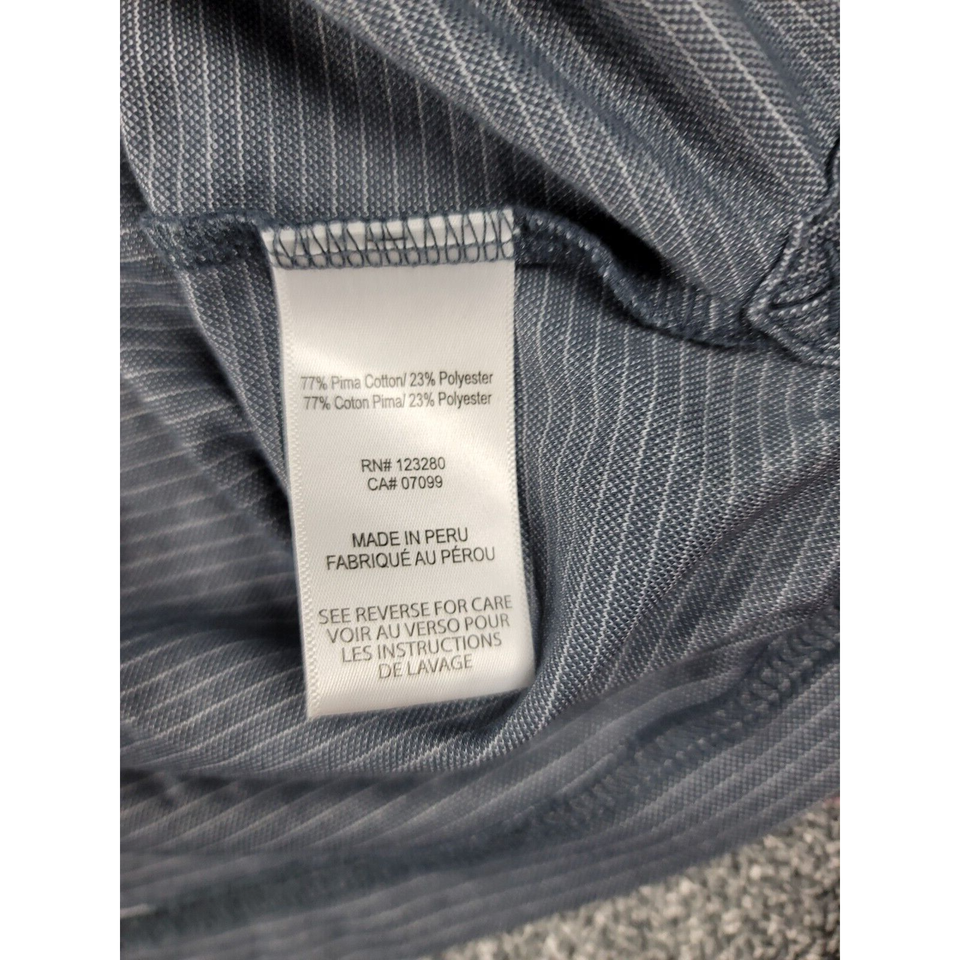 77% Pima Cotton/ 23% Polyester
77% Coton Pima/ 23% Polyester
RN# 123280
CA# 07099
MADE IN PERU
FABRIQUÉ AU PÉROU
SEE REVERSE FOR CARE
VOIR AU VERSO POUR
LES INSTRUCTIONS
DE LAVAGE